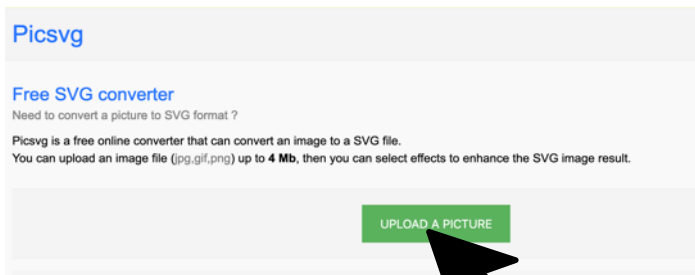 Picsvg
Free SVG converter
Need to convert a picture to SVG format ?
Picsvg is a free online converter that can convert an image to a SVG file.
You can upload an image file (jpg,gif,png) up to 4 Mb, then you can select effects to enhance the SVG image result.
UPLOAD A PICTURE